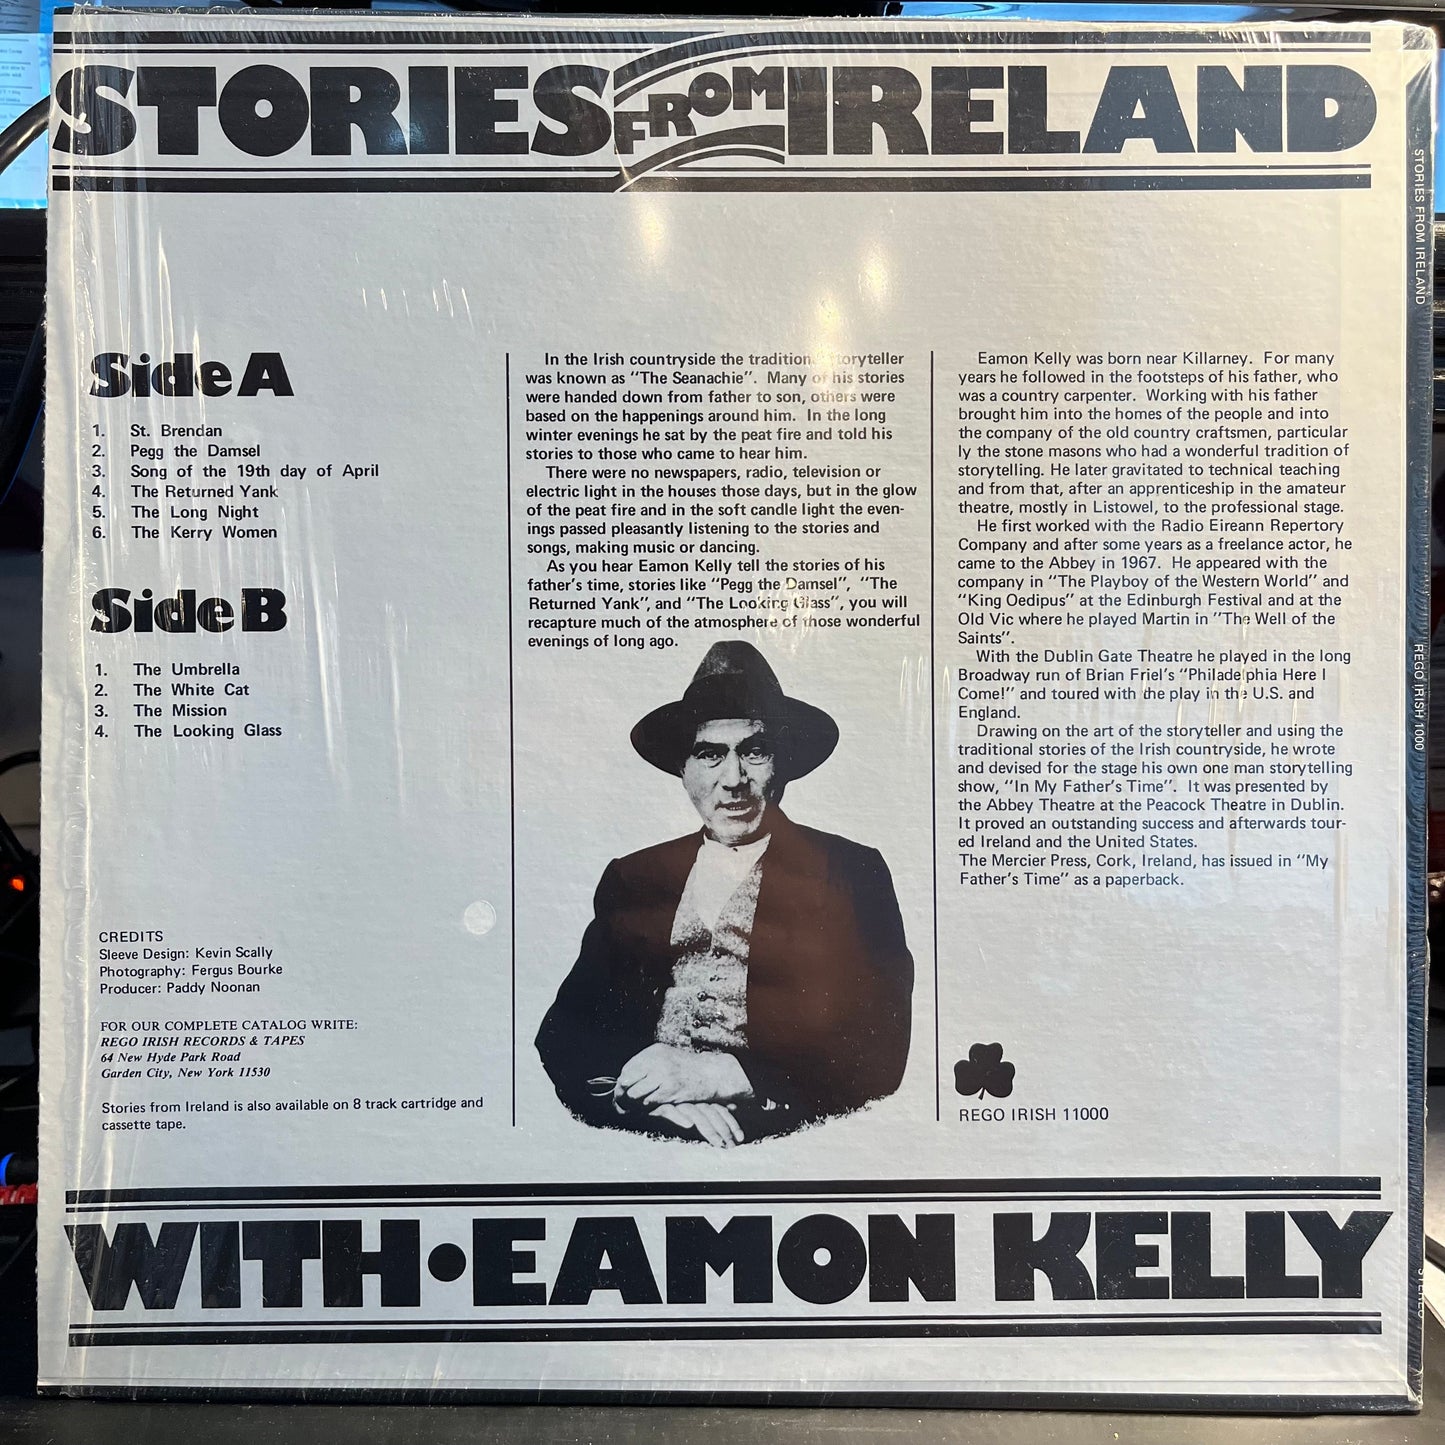 STORIES FROM IRELAND
Side A
1. St. Brendan
2. Pegg the Damsel
3. Song of the 19th day of April
4. The Returned Yank
5. The Long Night
6. The Kerry Women
Side B
1. The Umbrella
2. The White Cat
3. The Mission
4. The Looking Glass
CREDITS
Sleeve Design: Kevin Scally
Photography: Fergus Bourke
Producer: Paddy Noonan
FOR OUR COMPLETE CATALOG WRITE:
REGO IRISH RECORDS & TAPES
64 New Hyde Park Road
Garden City, New York 11530
Stories from Ireland is also available on 8 track cartridge and
cassette tape.
In the Irish countryside the traditional storyteller
was known as "The Seanachie". Many of his stories
were handed down from father to son, others were
based on the happenings around him. In the long
winter evenings he sat by the peat fire and told his
stories to those who came to hear him.
There were no newspapers, radio, television or
electric light in the houses those days, but in the glow
of the peat fire and in the soft candle light the even-
ings passed pleasantly listening to the stories and
songs, making music or dancing.
As you hear Eamon Kelly tell the stories of his
father's time, stories like "Pegg the Damsel", "The
Returned Yank", and "The Looking Glass", you will
recapture much of the atmosphere of those wonderful
evenings of long ago.
Eamon Kelly was born near Killarney. For many
years he followed in the footsteps of his father, who
was a country carpenter. Working with his father
brought him into the homes of the people and into
the company of the old country craftsmen, particular
ly the stone masons who had a wonderful tradition of
storytelling. He later gravitated to technical teaching
and from that, after an apprenticeship in the amateur
theatre, mostly in Listowel, to the professional stage.
He first worked with the Radio Eireann Repertory
Company and after some years as a freelance actor, he
came to the Abbey in 1967. He appeared with the
company in "The Playboy of the Western World" and
"King Oedipus" at the Edinburgh Festival and at the
Old Vic where he played Martin in "The Well of the
Saints".
With the Dublin Gate Theatre he played in the long
Broadway run of Brian Friel's "Philadelphia Here I
Come!" and toured with the play in the U.S. and
England.
Drawing on the art of the storyteller and using the
traditional stories of the Irish countryside, he wrote
and devised for the stage his own one man storytelling
show, "In My Father's Time". It was presented by
the Abbey Theatre at the Peacock Theatre in Dublin.
It proved an outstanding success and afterwards tour-
ed Ireland and the United States.
The Mercier Press, Cork, Ireland, has issued in "My
Father's Time" as a paperback.
REGO IRISH 11000
WITH • EAMON KELLY
STORIES FROM IRELAND
REGO IRISH 1000
STEREO